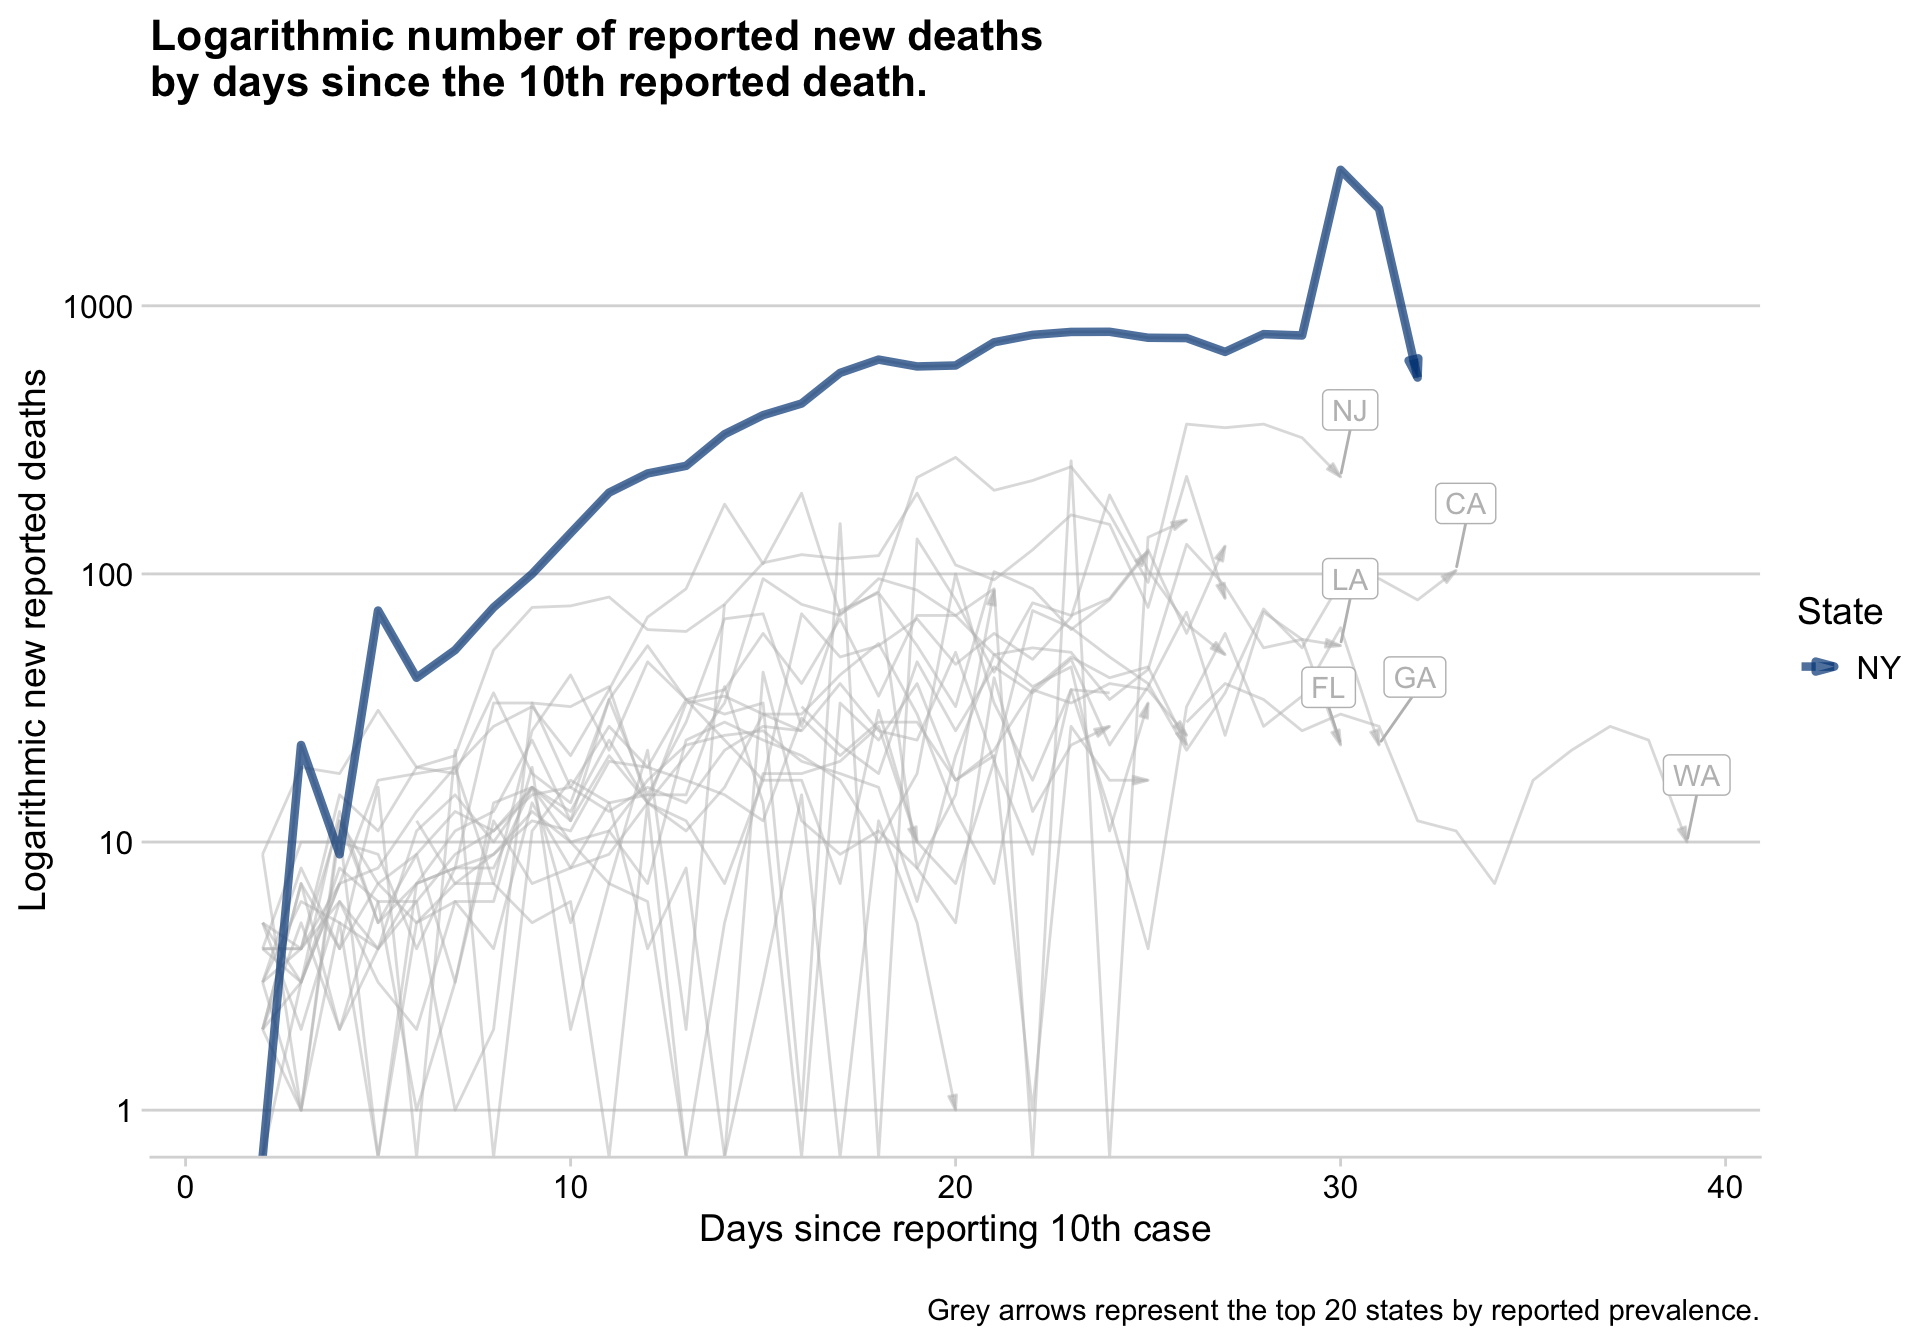 Logarithmic number of reported new deaths
by days since the 10th reported death.
Logarithmic new reported deaths
1000
100
10
1
NJ
CA
LA
FL
GA
WA
State
NY
0
10
20
30
40
Days since reporting 10th case
Grey arrows represent the top 20 states by reported prevalence.